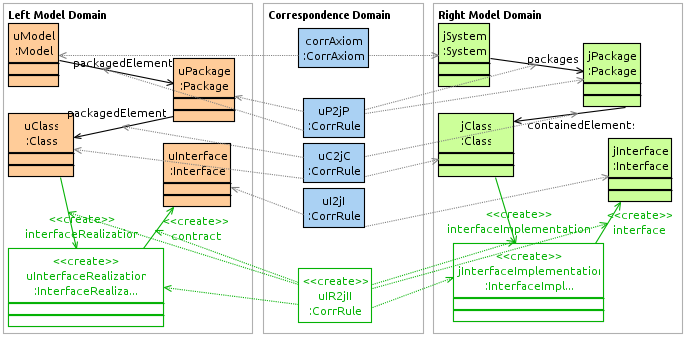 Left Model Domain
Correspondence Domain
Right Model Domain
uModel
:Model
corrAxiom
:CorrAxiom
jSystem
:System
packagedElement
packages
uPackage
:Package
jPackage
:Package
packagedElement
uP2jP
:CorrRule
containedElements
uClass
:Class
uC2jC
:CorrRule
jClass
:Class
uInterface
:Interface
jInterface
:Interface
uI2jI
:CorrRule
<<create>>
interfaceRealization
<<create>>
contract
<<create>>
interfaceImplementation
<<create>>
interface
<<create>>
uInterfaceRealization
:InterfaceRealiza...
<<create>>
uIR2jII
:CorrRule
<<create>>
jInterfaceImplementation
:InterfaceImpl...